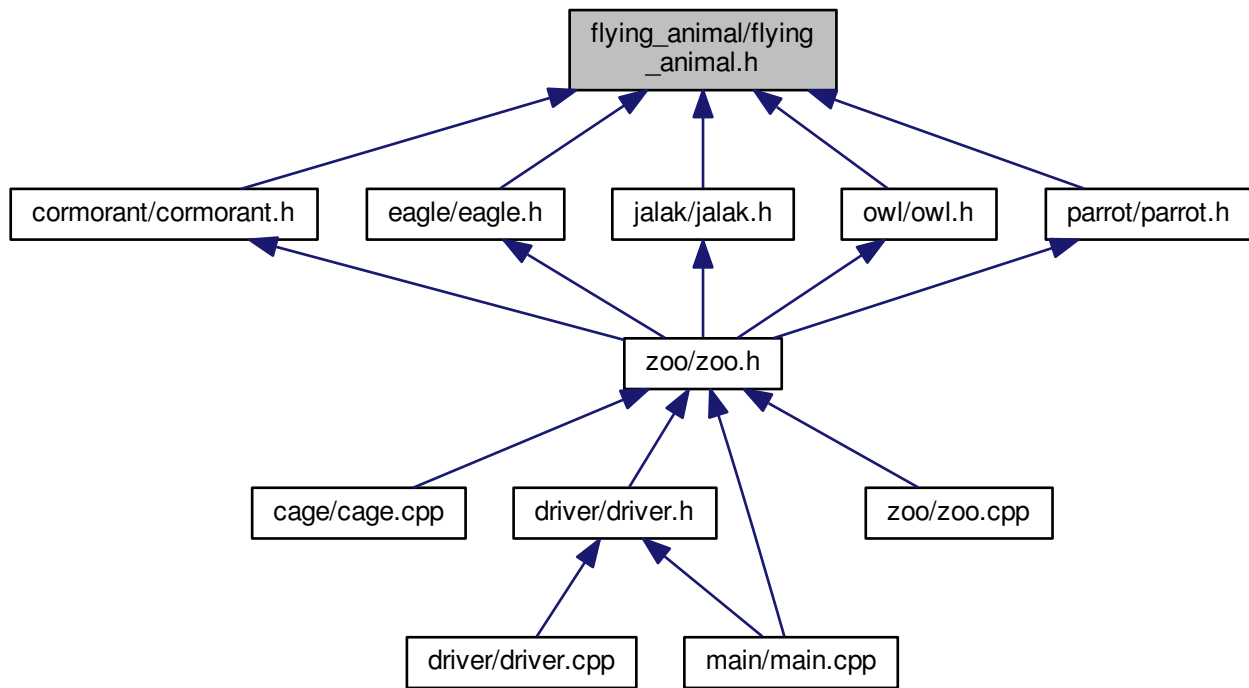 flying_animal/flying
_animal.h
cormorant/cormorant.h
eagle/eagle.h
jalak/jalak.h
owl/owl.h
parrot/parrot.h
zoo/zoo.h
cage/cage.cpp
driver/driver.h
zoo/zoo.cpp
driver/driver.cpp
main/main.cpp